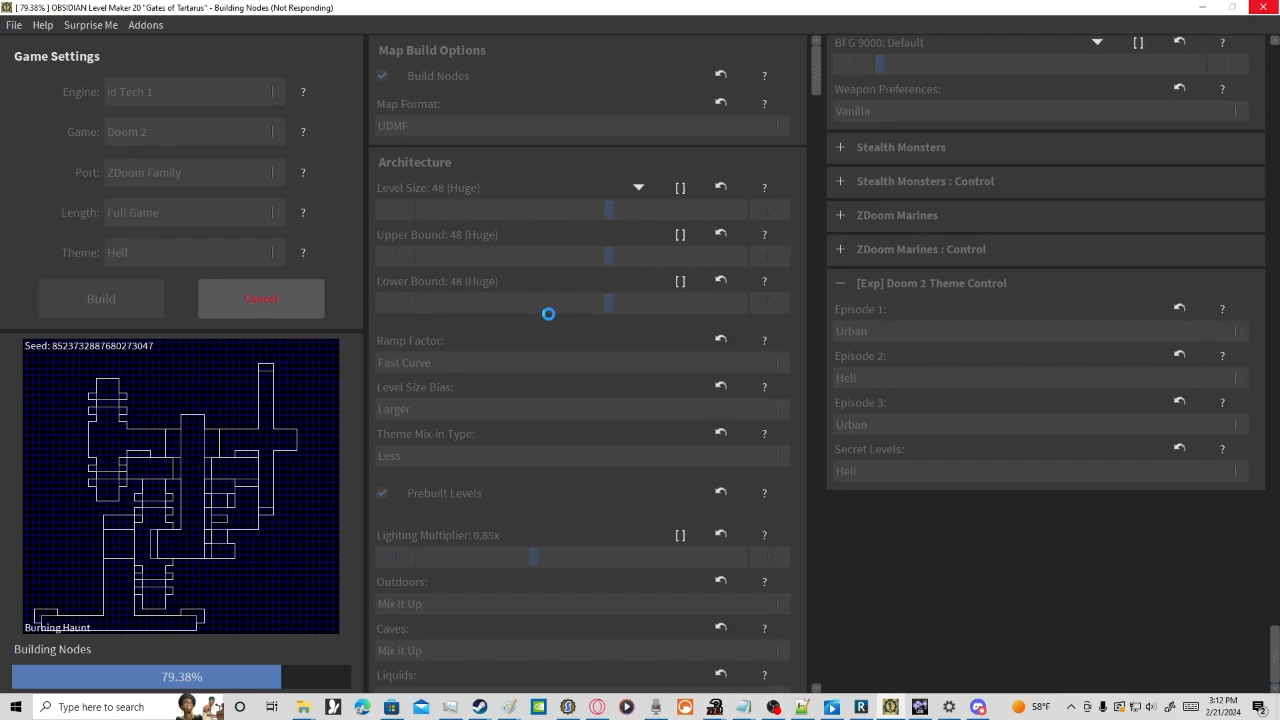 [ 79.38% ] OBSIDIAN Level Maker 20 "Gates of Tartarus" - Building Nodes (Not Responding)
File Help Surprise Me Addons
Game Settings
Engine: id Tech 1 ?
Game: Doom 2 ?
Port: ZDoom Family ?
Length: Full Game ?
Theme: Hell ?
Build Cancel
Seed: 8523732887680273047
Burning Haunt
Building Nodes
79.38%
Map Build Options
Build Nodes ?
Map Format: ?
UDMF
Architecture
Level Size: 48 (Huge) [ ] ?
Upper Bound: 48 (Huge) [ ] ?
Lower Bound: 48 (Huge) [ ] ?
Ramp Factor: ?
Fast Curve
Level Size Bias: ?
Larger
Theme Mix-in Type: ?
Less
Prebuilt Levels ?
Lighting Multiplier: 0.85x [ ] ?
Outdoors: ?
Mix It Up
Caves: ?
Mix It Up
Liquids: ?
BFG 9000: Default [ ] ?
Weapon Preferences: ?
Vanilla
+ Stealth Monsters
+ Stealth Monsters : Control
+ ZDoom Marines
+ ZDoom Marines : Control
− [Exp] Doom 2 Theme Control
Episode 1: ?
Urban
Episode 2: ?
Hell
Episode 3: ?
Urban
Secret Levels: ?
Hell
Type here to search
58°F
3:12 PM
2/21/2024